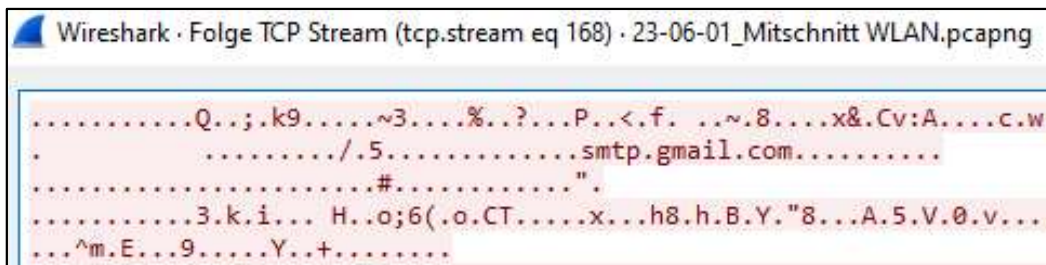 Wireshark · Folge TCP Stream (tcp.stream eq 168) · 23-06-01_Mitschnitt WLAN.pcapng
...........Q..;.k9.....~3....%..?...P..<.f. ..~.8....x&.Cv:A....c.w
. ........./.5.............smtp.gmail.com..........
.......................#............".
...........3.k.i... H..o;6(.o.CT.....x...h8.h.B.Y."8...A.5.V.0.v...
...^m.E...9.....Y..+........